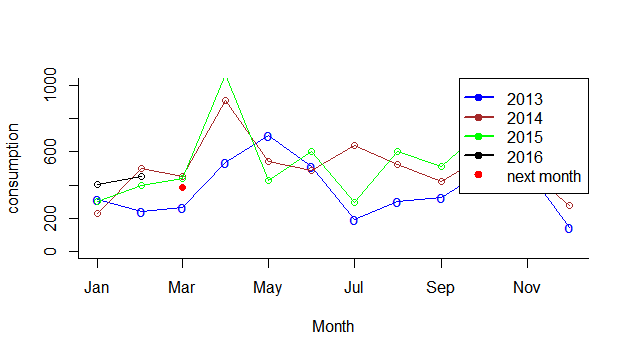 1000
600
200
0
consumption
2013
2014
2015
2016
next month
Jan
Mar
May
Jul
Sep
Nov
Month